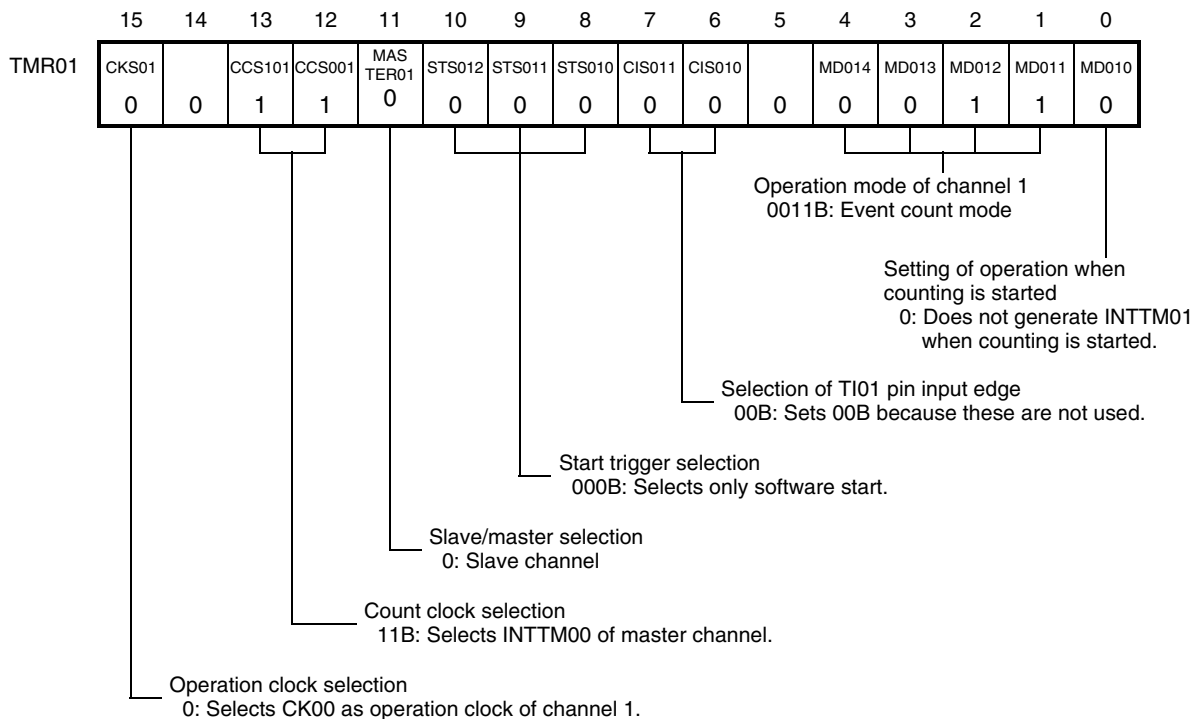 15 14 13 12 11 10 9 8 7 6 5 4 3 2 1 0
TMR01
CKS01 CCS101 CCS001 MAS
TER01 STS012 STS011 STS010 CIS011 CIS010 MD014 MD013 MD012 MD011 MD010
0 0 1 1 0 0 0 0 0 0 0 0 0 1 1 0
Operation mode of channel 1
0011B: Event count mode
Setting of operation when
counting is started
0: Does not generate INTTM01
when counting is started.
Selection of TI01 pin input edge
00B: Sets 00B because these are not used.
Start trigger selection
000B: Selects only software start.
Slave/master selection
0: Slave channel
Count clock selection
11B: Selects INTTM00 of master channel.
Operation clock selection
0: Selects CK00 as operation clock of channel 1.